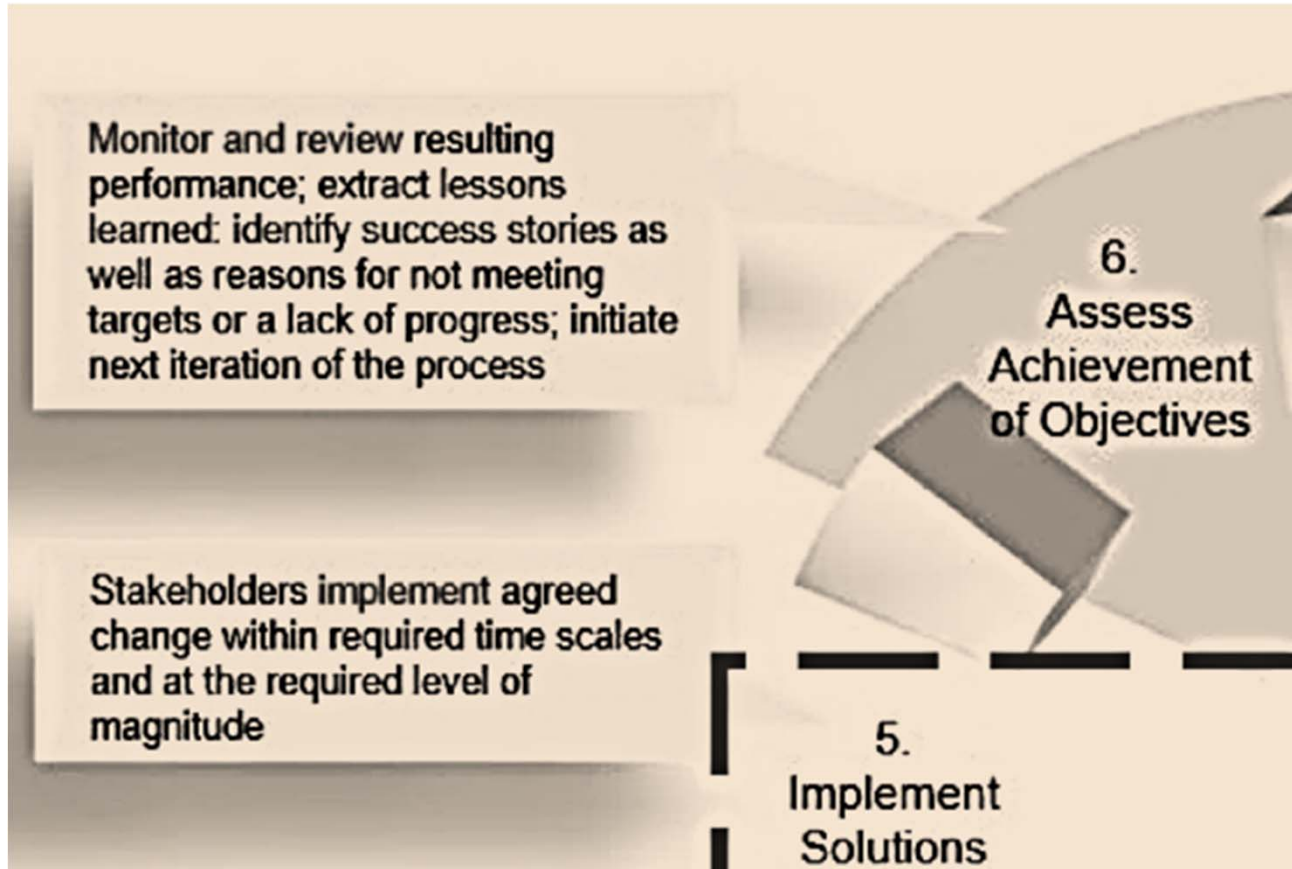 Monitor and review resulting
performance; extract lessons
learned: identify success stories as
well as reasons for not meeting
targets or a lack of progress; initiate
next iteration of the process
6.
Assess
Achievement
of Objectives
Stakeholders implement agreed
change within required time scales
and at the required level of
magnitude
5.
Implement
Solutions